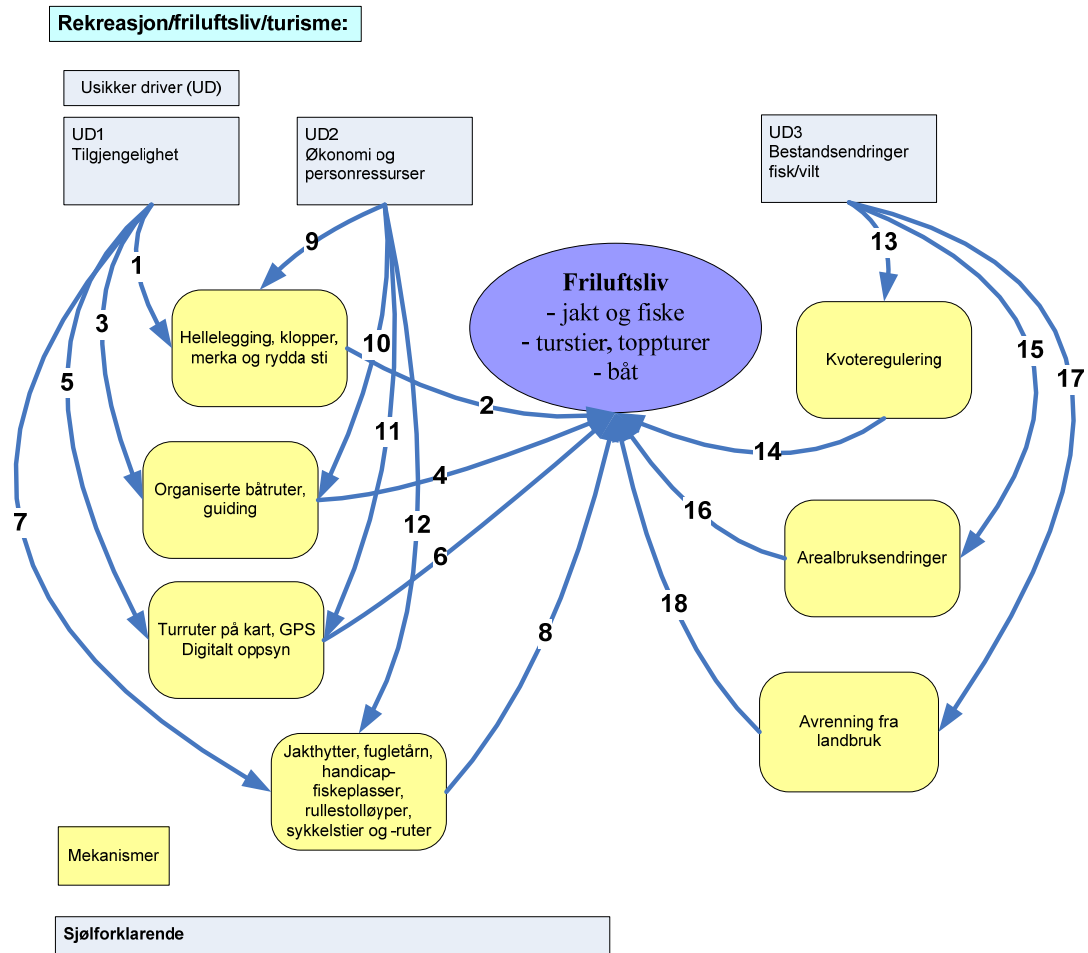 Rekreasjon/friluftsliv/turisme:
Usikker driver (UD)
UD1
Tilgjengelighet
UD2
Økonomi og
personressurser
UD3
Bestandsendringer
fisk/vilt
Friluftsliv
- jakt og fiske
- turstier, toppturer
- båt
Hellelegging, klopper,
merka og rydda sti
Organiserte båtruter,
guiding
Turruter på kart, GPS
Digitalt oppsyn
Jakthytter, fugletårn,
handicap-
fiskeplasser,
rullestolløyper,
sykkelstier og -ruter
Kvoteregulering
Arealbruksendringer
Avrenning fra
landbruk
1
2
3
4
5
6
7
8
9
10
11
12
13
14
15
16
17
18
Mekanismer
Sjølforklarende